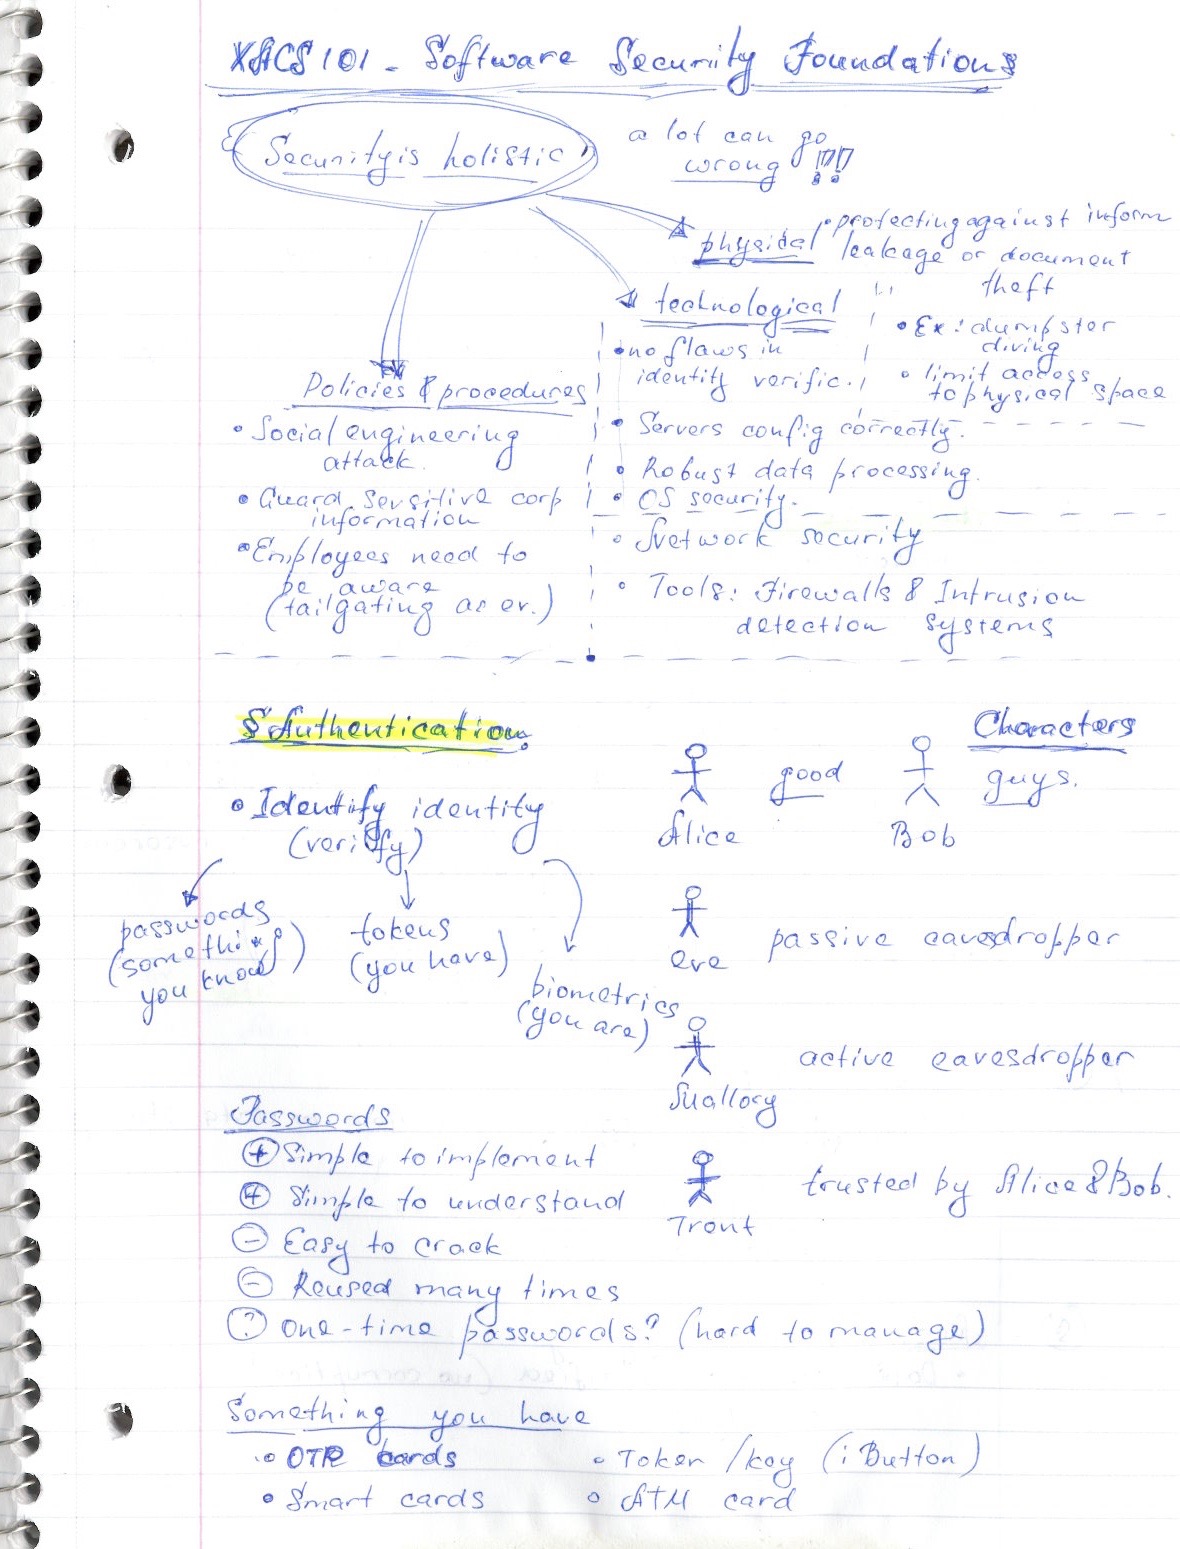 XACS101 - Software Security Foundations
Security is holistic
a lot can go
wrong !!!
physical
• protecting against inform
leakage or document
theft
• Ex: dumpster
diving
• limit access
to physical space
technological
• no flaws in
identity verific.
• Servers config correctly.
• Robust data processing.
• OS security.
• Network security
• Tools: Firewalls & Intrusion
detection systems
Policies & procedures
• Social engineering
attack.
• Guard sensitive corp
information
• Employees need to
be aware
(tailgating as ex.)
§ Authentication.
• Identify identity
(verify)
passwords
(something
you know)
tokens
(you have)
biometrics
(you are)
Characters
good guys.
Alice
Bob
eve
passive eavesdropper
Mallory
active eavesdropper
Trent
trusted by Alice & Bob.
Passwords
+ Simple to implement
+ Simple to understand
- Easy to crack
- Reused many times
? One-time passwords? (hard to manage)
Something you have
• OTP cards
• Smart cards
• Token /key (iButton)
• ATM card